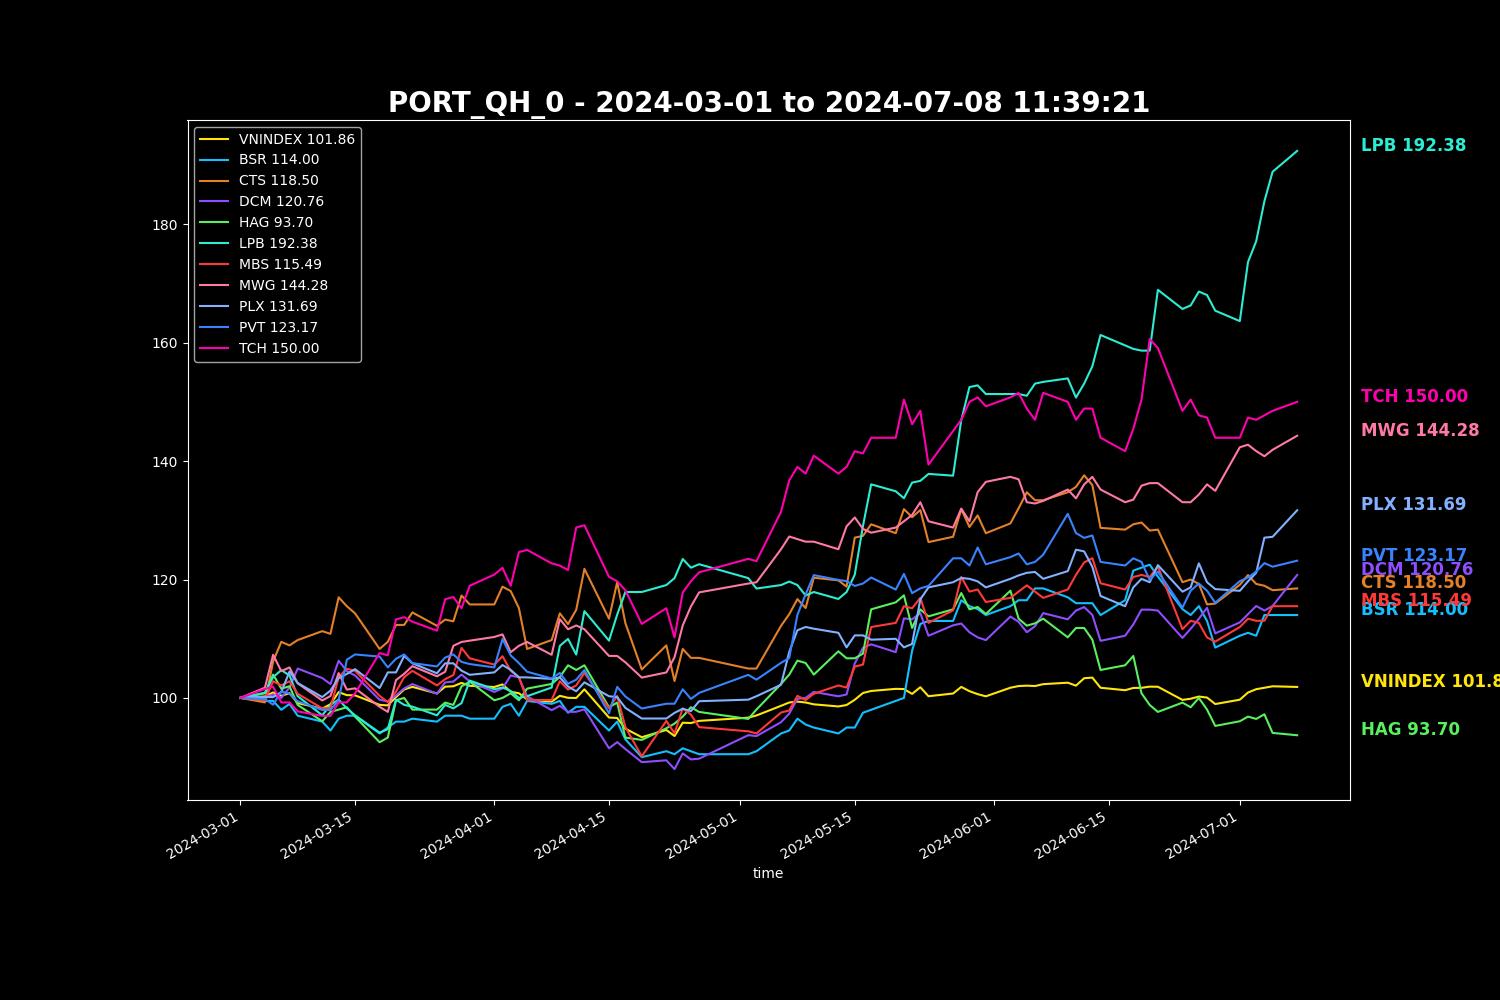 PORT_QH_0 - 2024-03-01 to 2024-07-08 11:39:21
VNINDEX 101.86
BSR 114.00
CTS 118.50
DCM 120.76
HAG 93.70
LPB 192.38
MBS 115.49
MWG 144.28
PLX 131.69
PVT 123.17
TCH 150.00
180
160
140
120
100
LPB 192.38
TCH 150.00
MWG 144.28
PLX 131.69
PVT 123.17
DCM 120.76
CTS 118.50
MBS 115.49
BSR 114.00
VNINDEX 101.8
HAG 93.70
2024-03-01
2024-03-15
2024-04-01
2024-04-15
2024-05-01
2024-05-15
2024-06-01
2024-06-15
2024-07-01
time